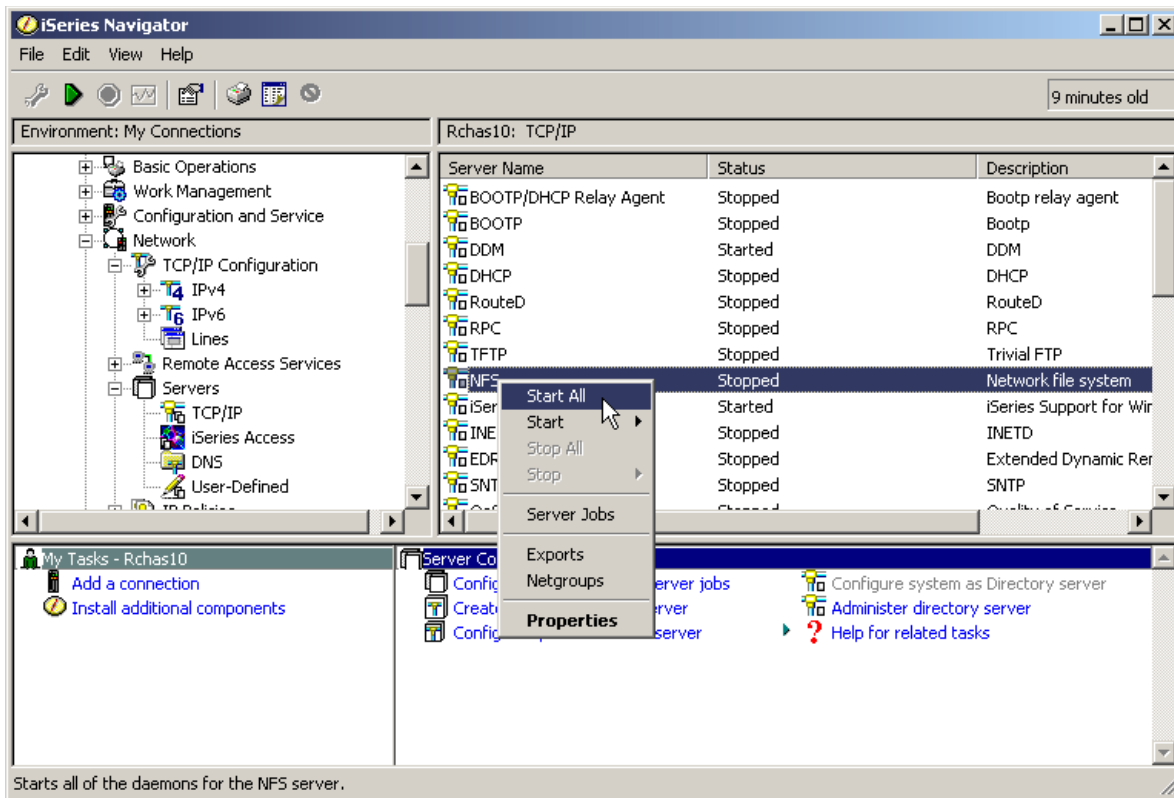 iSeries Navigator
File Edit View Help
9 minutes old
Environment: My Connections
Rchas10: TCP/IP
Basic Operations
Work Management
Configuration and Service
Network
TCP/IP Configuration
IPv4
IPv6
Lines
Remote Access Services
Servers
TCP/IP
iSeries Access
DNS
User-Defined
Server Name Status Description
BOOTP/DHCP Relay Agent Stopped Bootp relay agent
BOOTP Stopped Bootp
DDM Started DDM
DHCP Stopped DHCP
RouteD Stopped RouteD
RPC Stopped RPC
TFTP Stopped Trivial FTP
NFS Stopped Network file system
iSer Started iSeries Support for Wir
INE Stopped INETD
EDR Stopped Extended Dynamic Rer
SNT Stopped SNTP
Start All
Start
Stop All
Stop
Server Jobs
Exports
Netgroups
Properties
My Tasks - Rchas10
Add a connection
Install additional components
Server Co
Config erver jobs
Creat erver
Config server
Configure system as Directory server
Administer directory server
Help for related tasks
Starts all of the daemons for the NFS server.